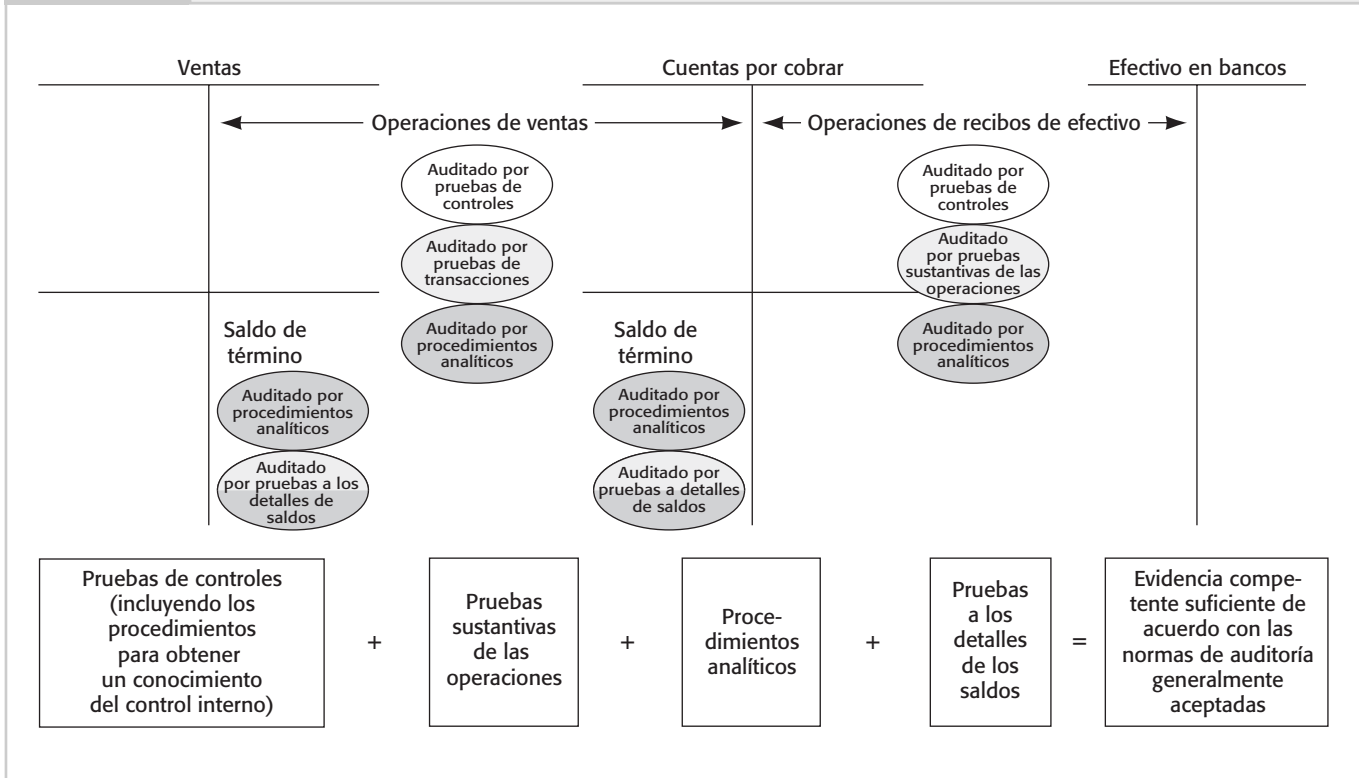 Ventas
Cuentas por cobrar
Efectivo en bancos
Operaciones de ventas
Operaciones de recibos de efectivo
Auditado por
pruebas de
controles
Auditado por
pruebas de
transacciones
Auditado por
procedimientos
analíticos
Auditado por
pruebas de
controles
Auditado
por pruebas
sustantivas de las
operaciones
Auditado por
procedimientos
analíticos
Saldo de
término
Auditado por
procedimientos
analíticos
Auditado
por pruebas a los
detalles de
saldos
Saldo de
término
Auditado por
procedimientos
analíticos
Auditado por
pruebas a detalles
de saldos
Pruebas de controles
(incluyendo los
procedimientos
para obtener
un conocimiento
del control interno)
+
Pruebas
sustantivas
de las
operaciones
+
Proce-
dimientos
analíticos
+
Pruebas
a los
detalles
de los
saldos
=
Evidencia compe-
tente suficiente de
acuerdo con las
normas de auditoría
generalmente
aceptadas